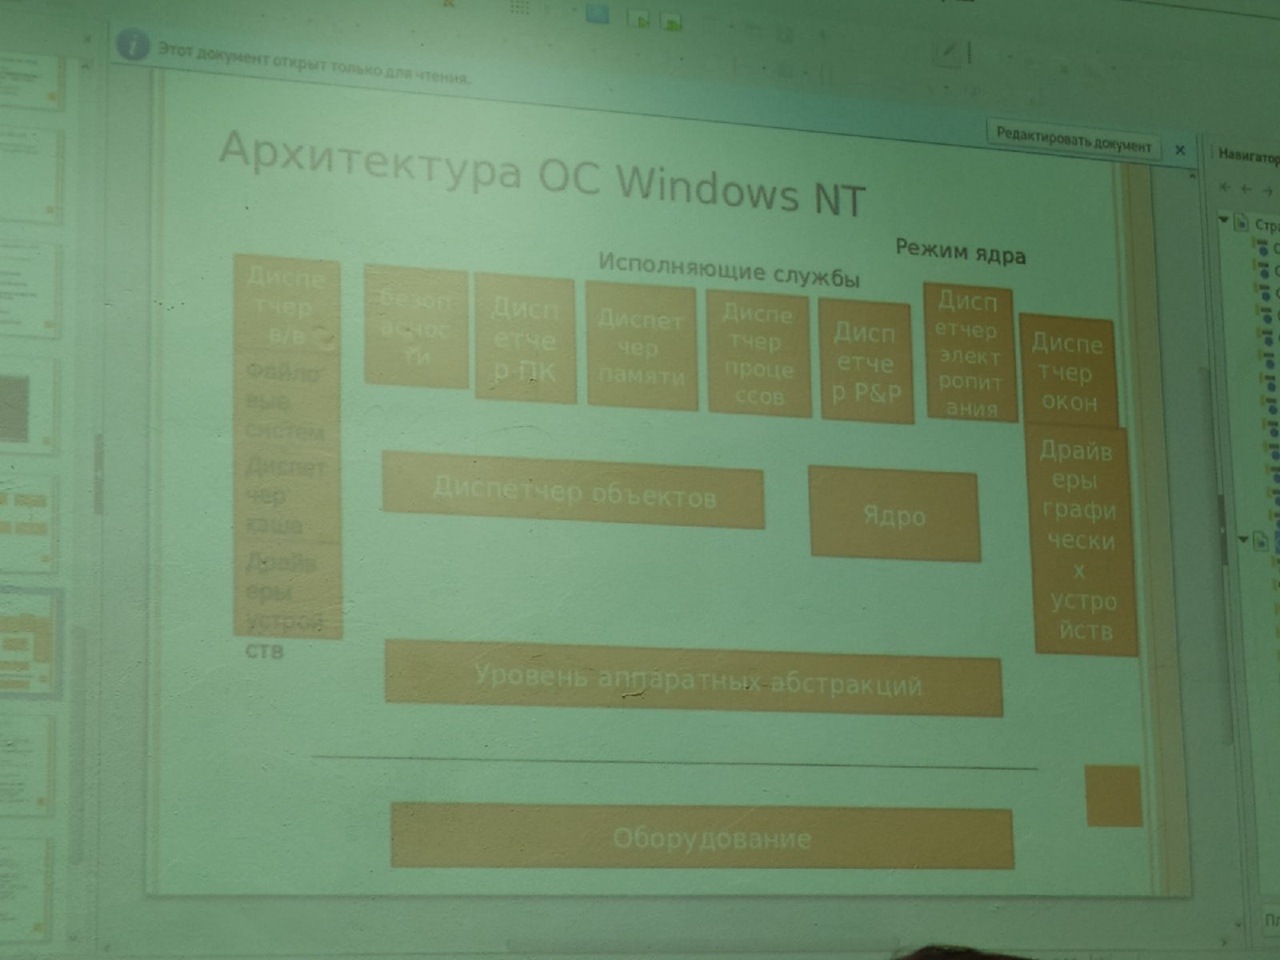 Этот документ открыт только для чтения.
Редактировать документ
Навигатор
Архитектура ОС Windows NT
Режим ядра
Исполняющие службы
Диспе
тчер
в/в
Файло
вые
систем
Диспет
чер
кэша
Драйв
еры
устрой
ств
безоп
аснос
ти
Дисп
етче
р ПК
Диспет
чер
памяти
Диспе
тчер
проце
ссов
Дисп
етче
р P&P
Дисп
етчер
элект
ропит
ания
Диспе
тчер
окон
Драйв
еры
графи
чески
х
устро
йств
Диспетчер объектов
Ядро
Уровень аппаратных абстракций
Оборудование